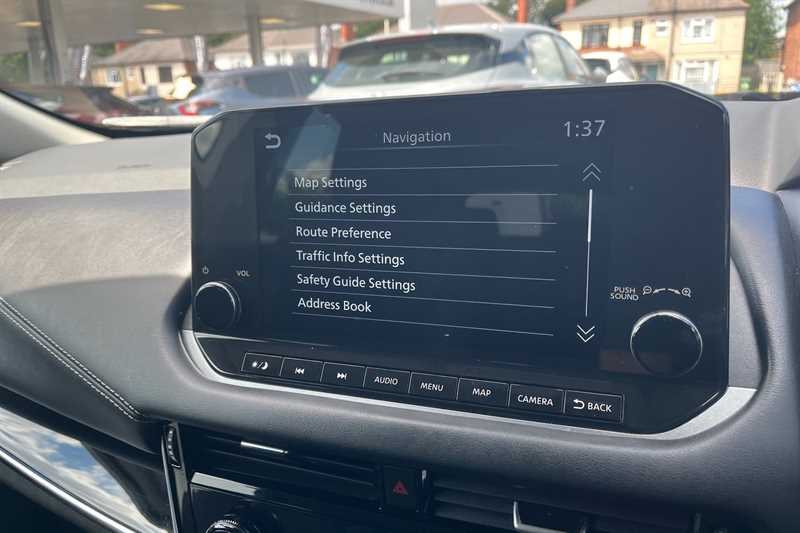 Navigation
1:37
Map Settings
Guidance Settings
Route Preference
Traffic Info Settings
Safety Guide Settings
Address Book
VOL
PUSH
SOUND
AUDIO
MENU
MAP
CAMERA
BACK